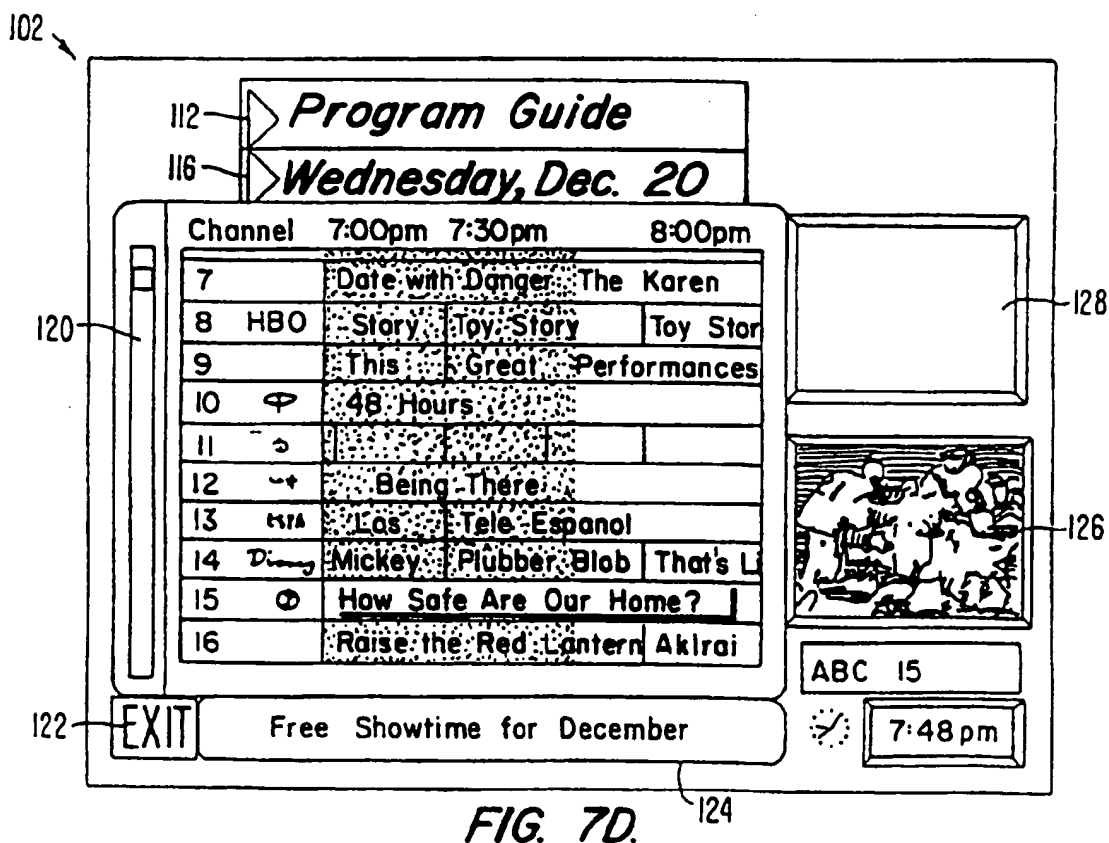 102
112
Program Guide
116
Wednesday, Dec. 20
Channel 7:00pm 7:30pm 8:00pm
7 Date with Danger The Karen
120
8 HBO Story Toy Story Toy Stor
128
9 This Great Performances
10 48 Hours
11
12 Being There
13 Las Tele Espanol
126
14 Mickey Plubber Blob That's Li
15 How Safe Are Our Home?
16 Raise the Red Lantern Akirai
ABC 15
122
EXIT
Free Showtime for December
7:48 pm
124
FIG. 7D.